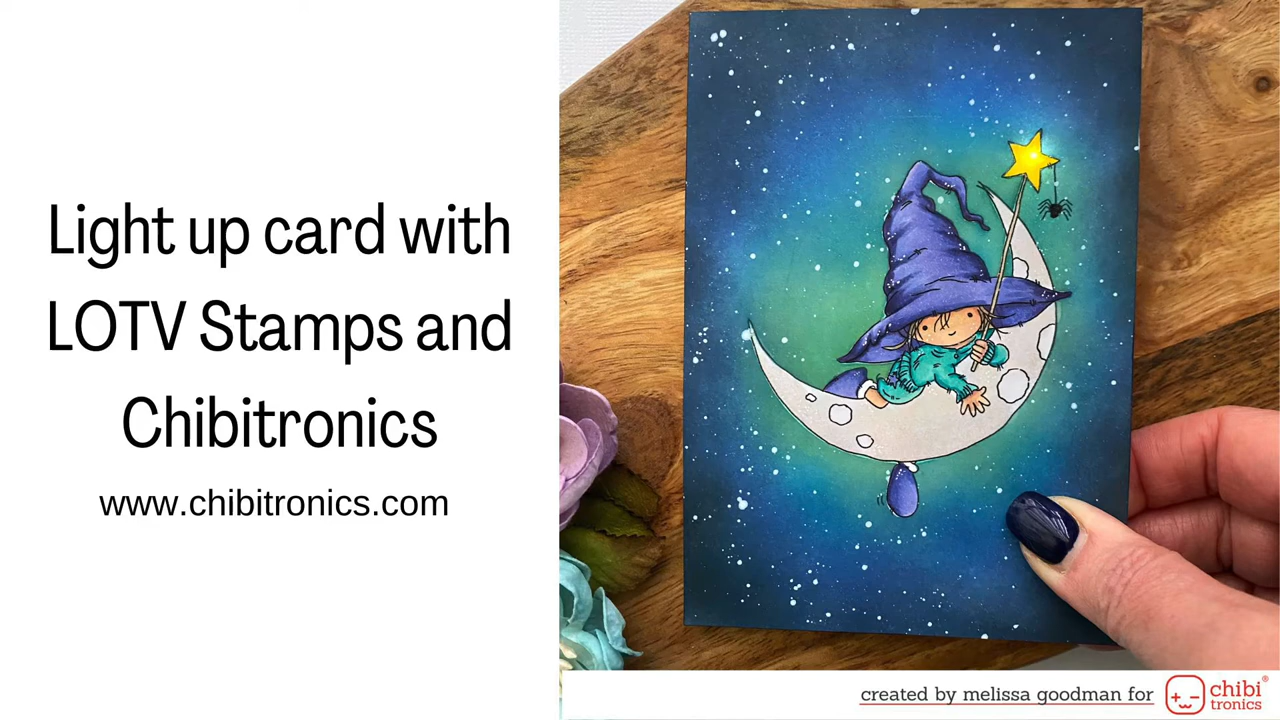 Light up card with
LOTV Stamps and
Chibitronics
www.chibitronics.com
created by melissa goodman for
chibi®
tronics